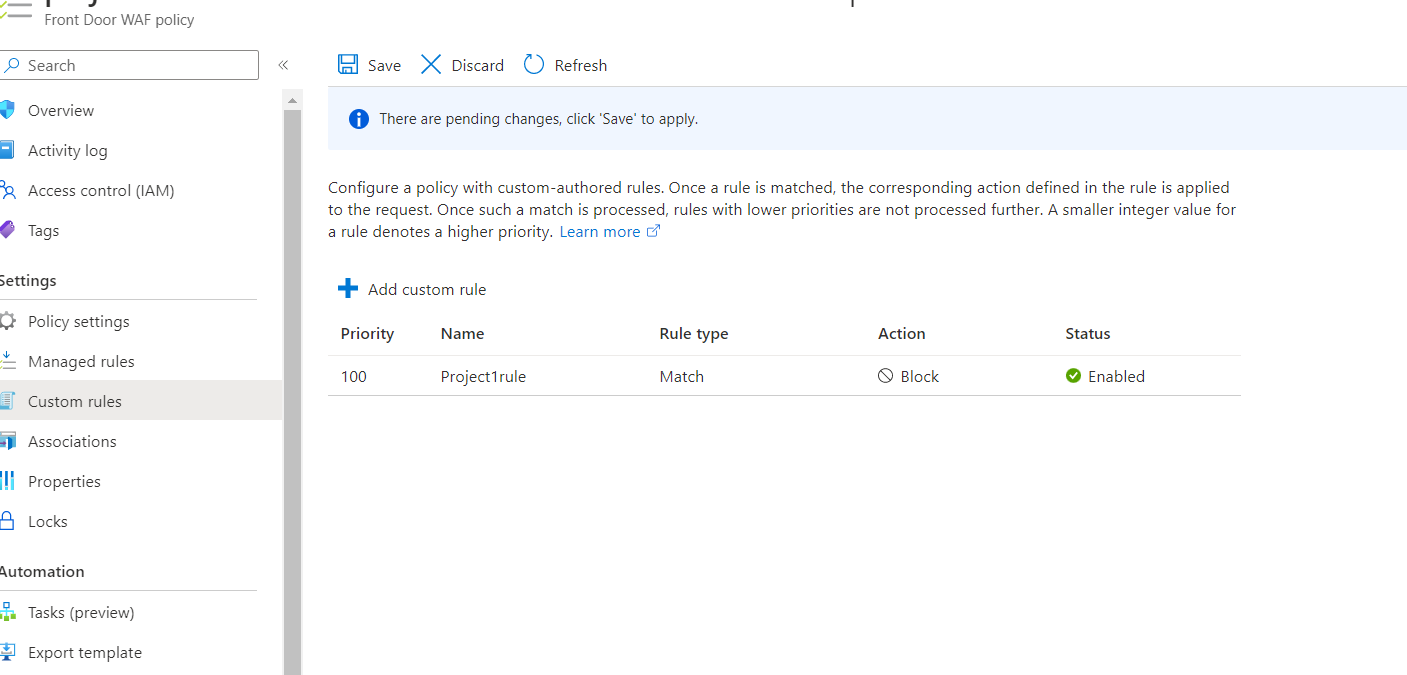 Front Door WAF policy
Search
«
Save
Discard
Refresh
Overview
There are pending changes, click 'Save' to apply.
Activity log
Access control (IAM)
Tags
Configure a policy with custom-authored rules. Once a rule is matched, the corresponding action defined in the rule is applied
to the request. Once such a match is processed, rules with lower priorities are not processed further. A smaller integer value for
a rule denotes a higher priority. Learn more
Settings
Policy settings
Managed rules
Custom rules
Associations
Properties
Locks
Automation
Tasks (preview)
Export template
Add custom rule
Priority Name Rule type Action Status
100 Project1rule Match Block Enabled